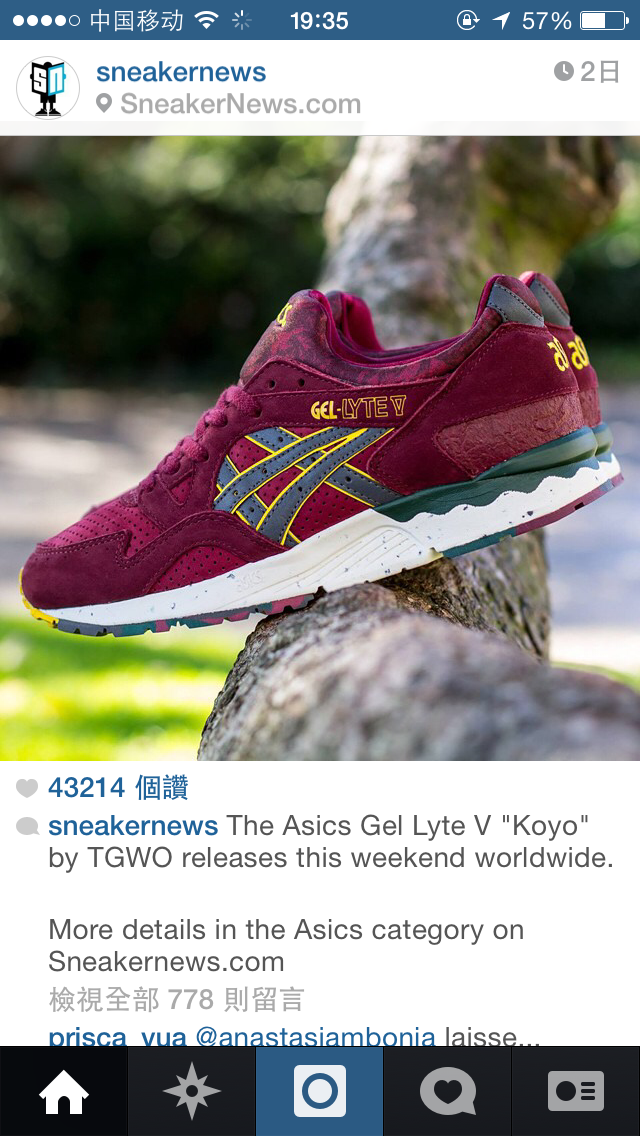 中国移动 19:35 57%
sneakernews 2日
SneakerNews.com
GEL-LYTE V
43214 個讚
sneakernews The Asics Gel Lyte V "Koyo"
by TGWO releases this weekend worldwide.
More details in the Asics category on
Sneakernews.com
檢視全部 778 則留言
prisca_yua @anastasiambonia laisse...